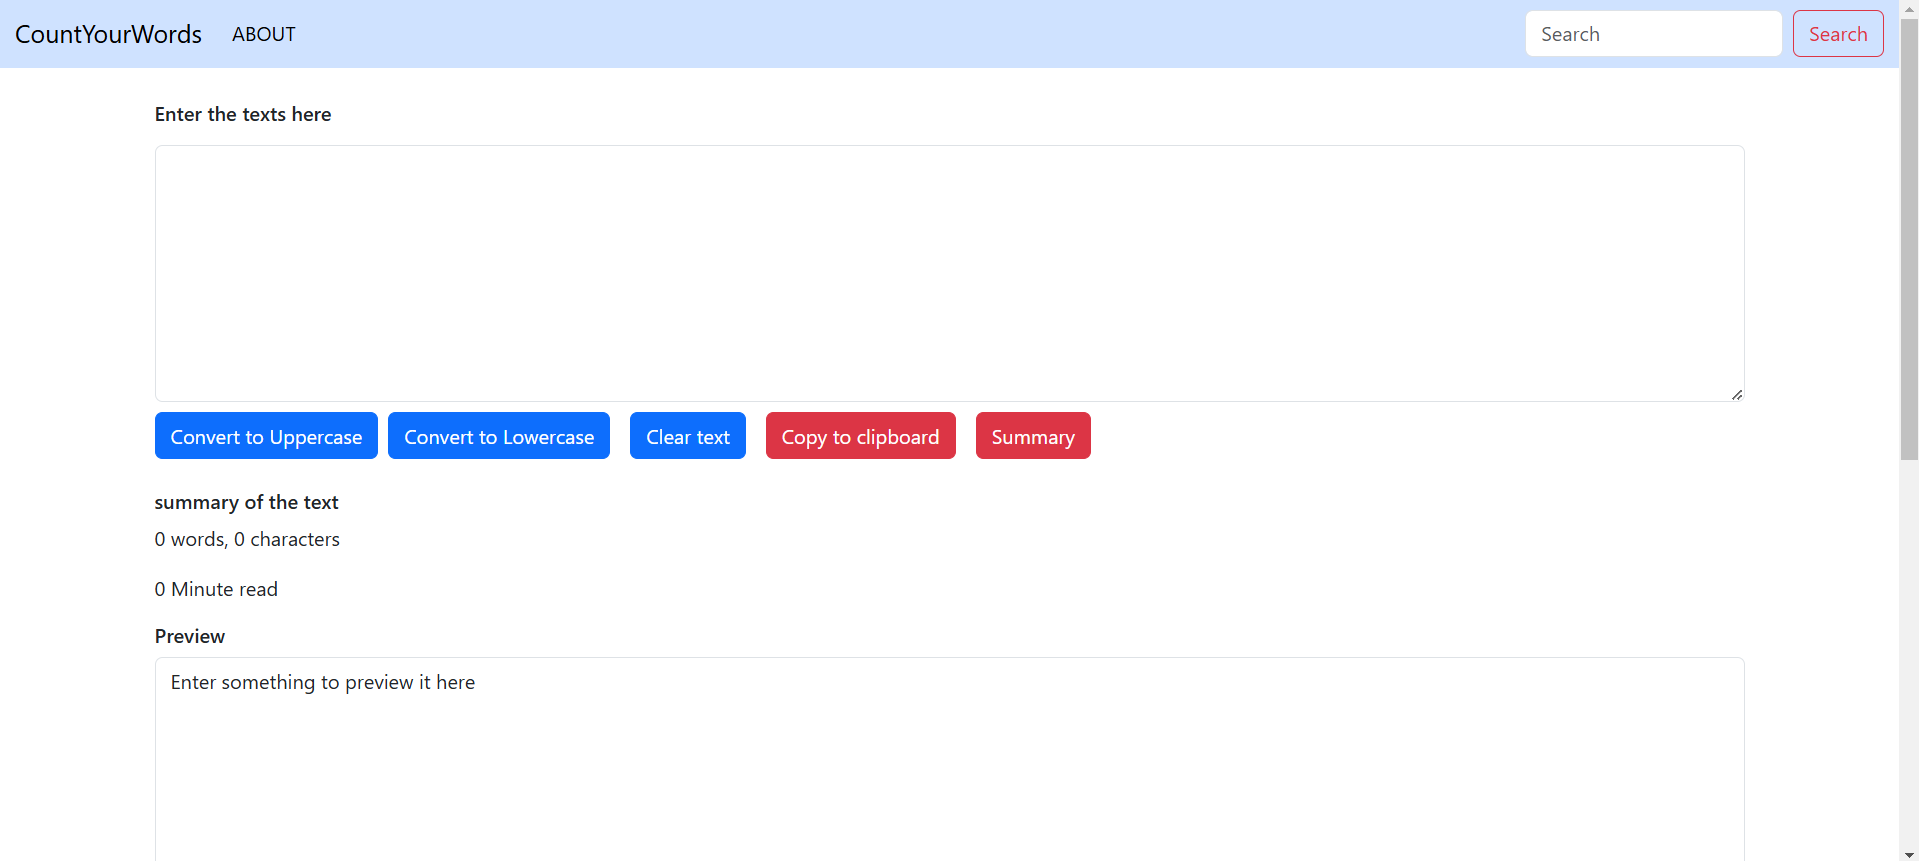 CountYourWords ABOUT Search Search
Enter the texts here
Convert to Uppercase Convert to Lowercase Clear text Copy to clipboard Summary
summary of the text
0 words, 0 characters
0 Minute read
Preview
Enter something to preview it here